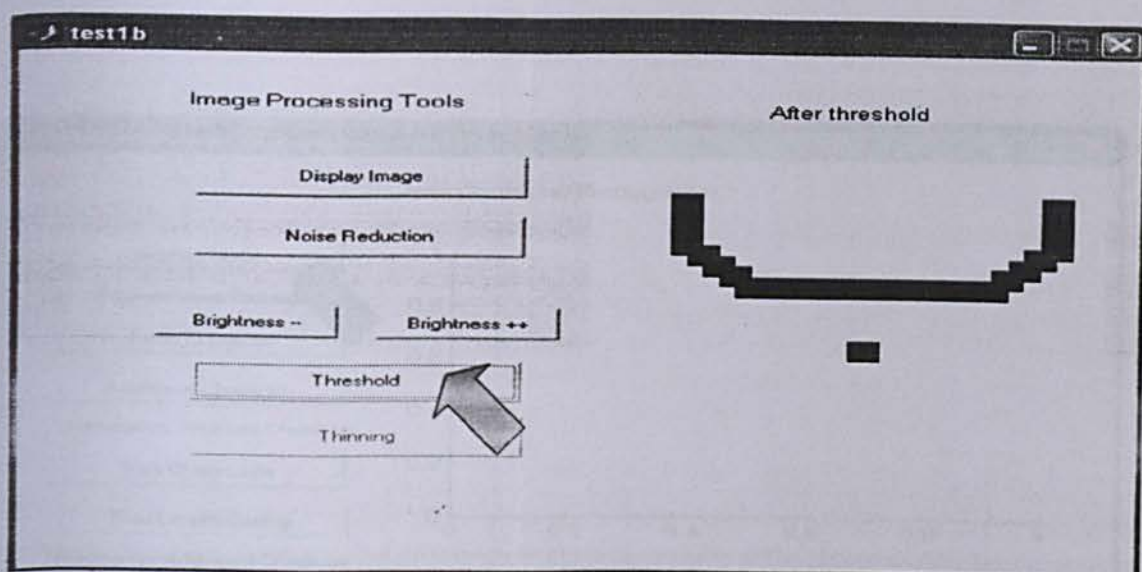 test1b
Image Processing Tools
After threshold
Display Image
Noise Reduction
Brightness --
Brightness ++
Threshold
Thinning